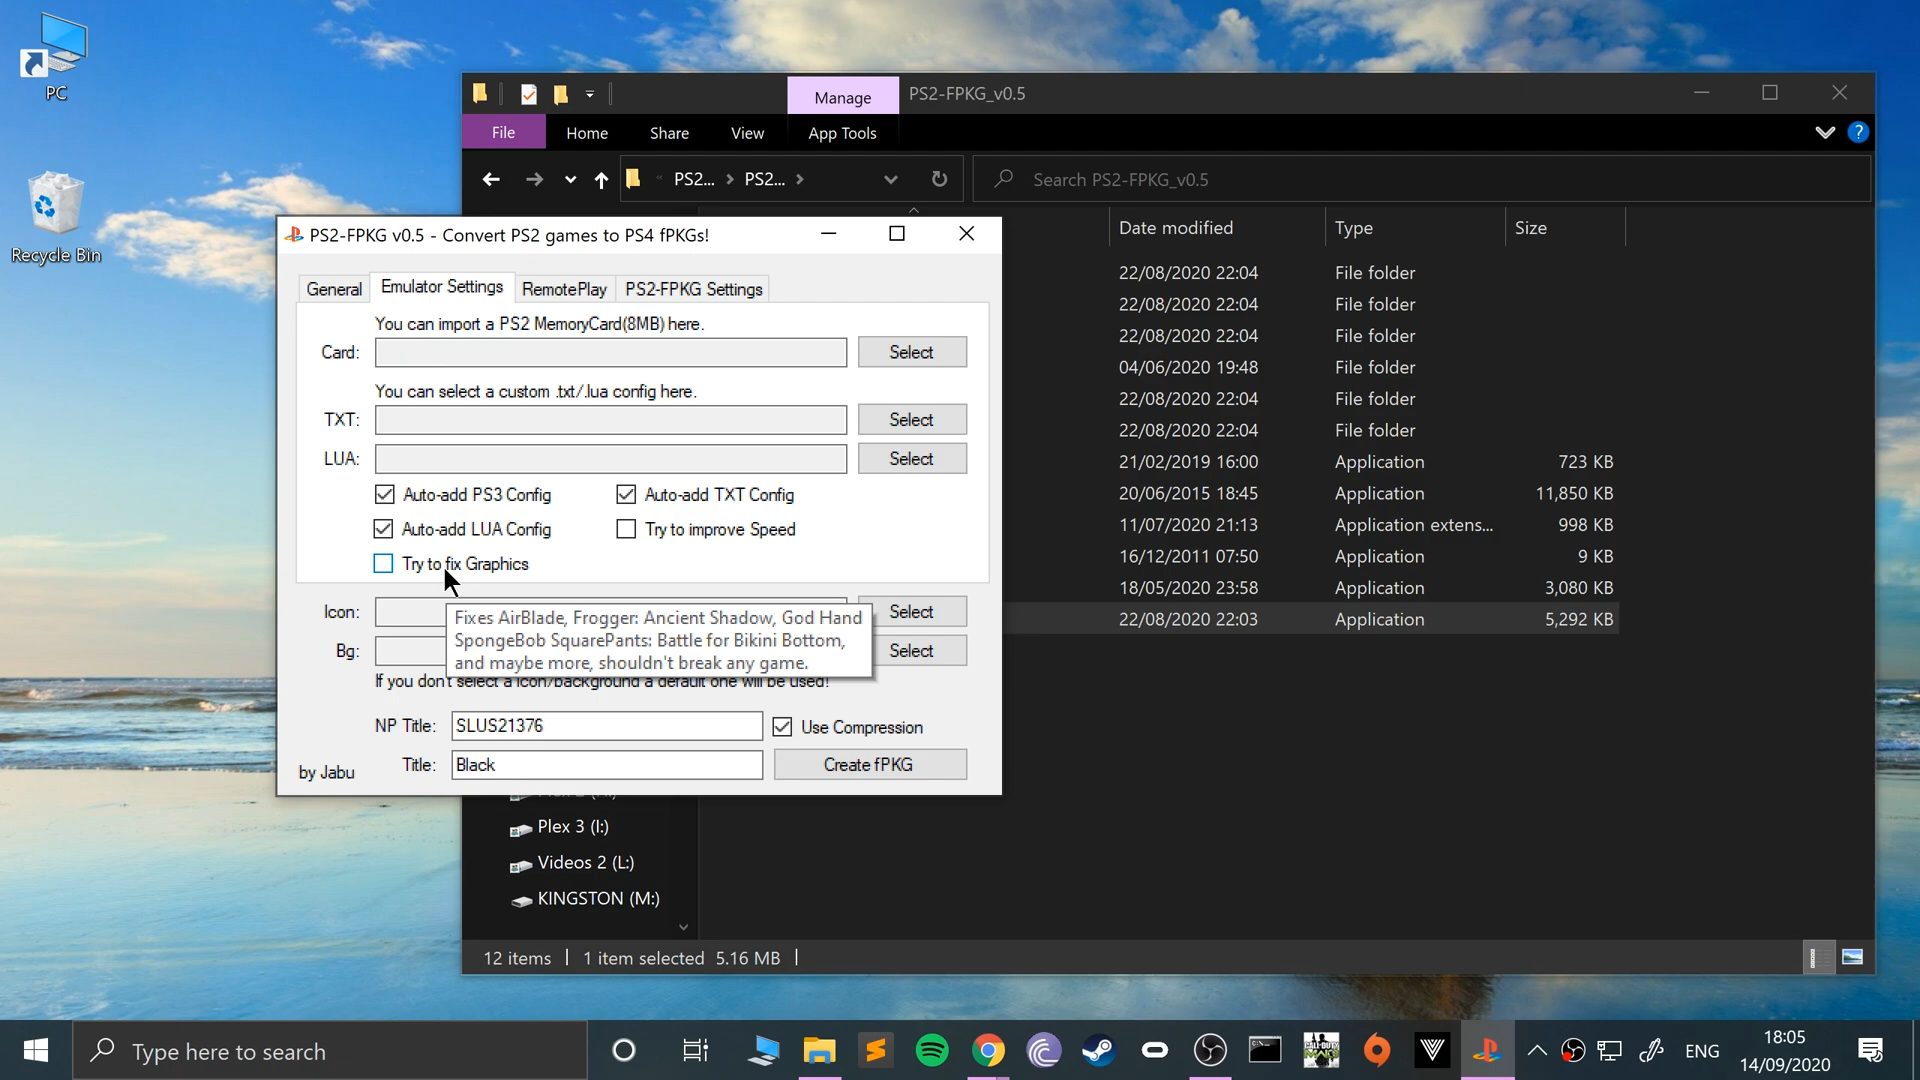 PC
Recycle Bin
Manage
PS2-FPKG_v0.5
File
Home
Share
View
App Tools
PS2...
PS2...
Search PS2-FPKG_v0.5
Date modified
Type
Size
22/08/2020 22:04 File folder
22/08/2020 22:04 File folder
22/08/2020 22:04 File folder
04/06/2020 19:48 File folder
22/08/2020 22:04 File folder
22/08/2020 22:04 File folder
21/02/2019 16:00 Application 723 KB
20/06/2015 18:45 Application 11,850 KB
11/07/2020 21:13 Application extens... 998 KB
16/12/2011 07:50 Application 9 KB
18/05/2020 23:58 Application 3,080 KB
22/08/2020 22:03 Application 5,292 KB
PS2-FPKG v0.5 - Convert PS2 games to PS4 fPKGs!
General
Emulator Settings
RemotePlay
PS2-FPKG Settings
You can import a PS2 MemoryCard(8MB) here.
Card:
Select
You can select a custom .txt/.lua config here.
TXT:
Select
LUA:
Select
Auto-add PS3 Config
Auto-add TXT Config
Auto-add LUA Config
Try to improve Speed
Try to fix Graphics
Icon:
Select
Fixes AirBlade, Frogger: Ancient Shadow, God Hand
SpongeBob SquarePants: Battle for Bikini Bottom,
and maybe more, shouldn't break any game.
Bg:
Select
If you don't select a icon/background a default one will be used!
NP Title:
SLUS21376
Use Compression
by Jabu
Title:
Black
Create fPKG
Plex 3 (I:)
Videos 2 (L:)
KINGSTON (M:)
12 items
1 item selected 5.16 MB
Type here to search
ENG
18:05
14/09/2020